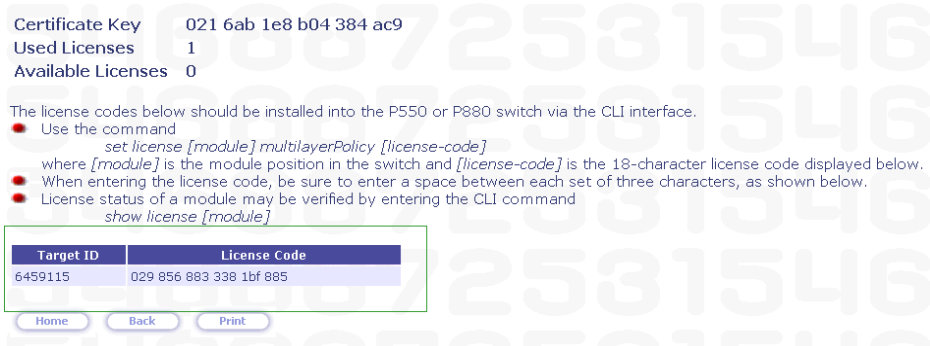 Certificate Key 021 6ab 1e8 b04 384 ac9
Used Licenses 1
Available Licenses 0
The license codes below should be installed into the P550 or P880 switch via the CLI interface.
Use the command
set license [module] multilayerPolicy [license-code]
where [module] is the module position in the switch and [license-code] is the 18-character license code displayed below.
When entering the license code, be sure to enter a space between each set of three characters, as shown below.
License status of a module may be verified by entering the CLI command
show license [module]
Target ID License Code
6459115 029 856 883 338 1bf 885
Home Back Print